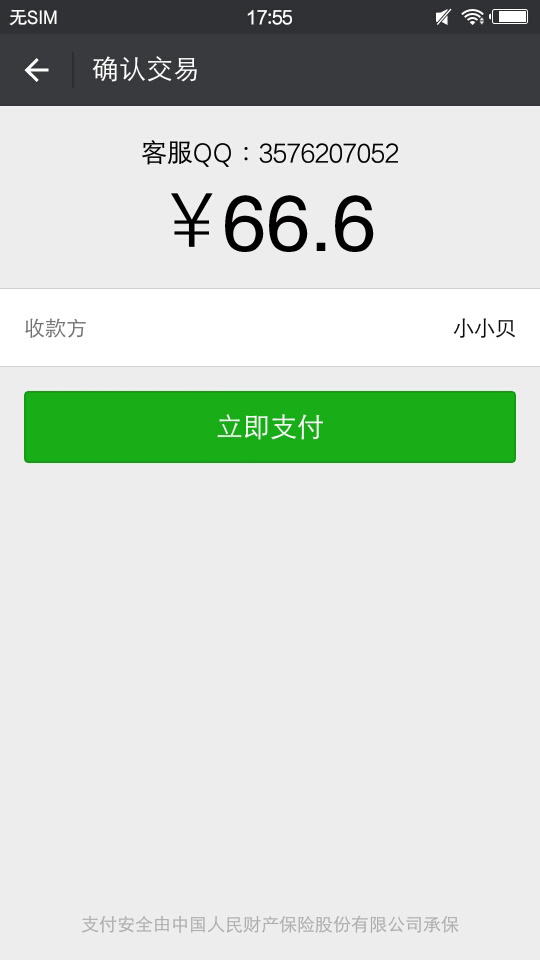 无SIM 17:55
确认交易
客服QQ：3576207052
￥66.6
收款方 小小贝
立即支付
支付安全由中国人民财产保险股份有限公司承保